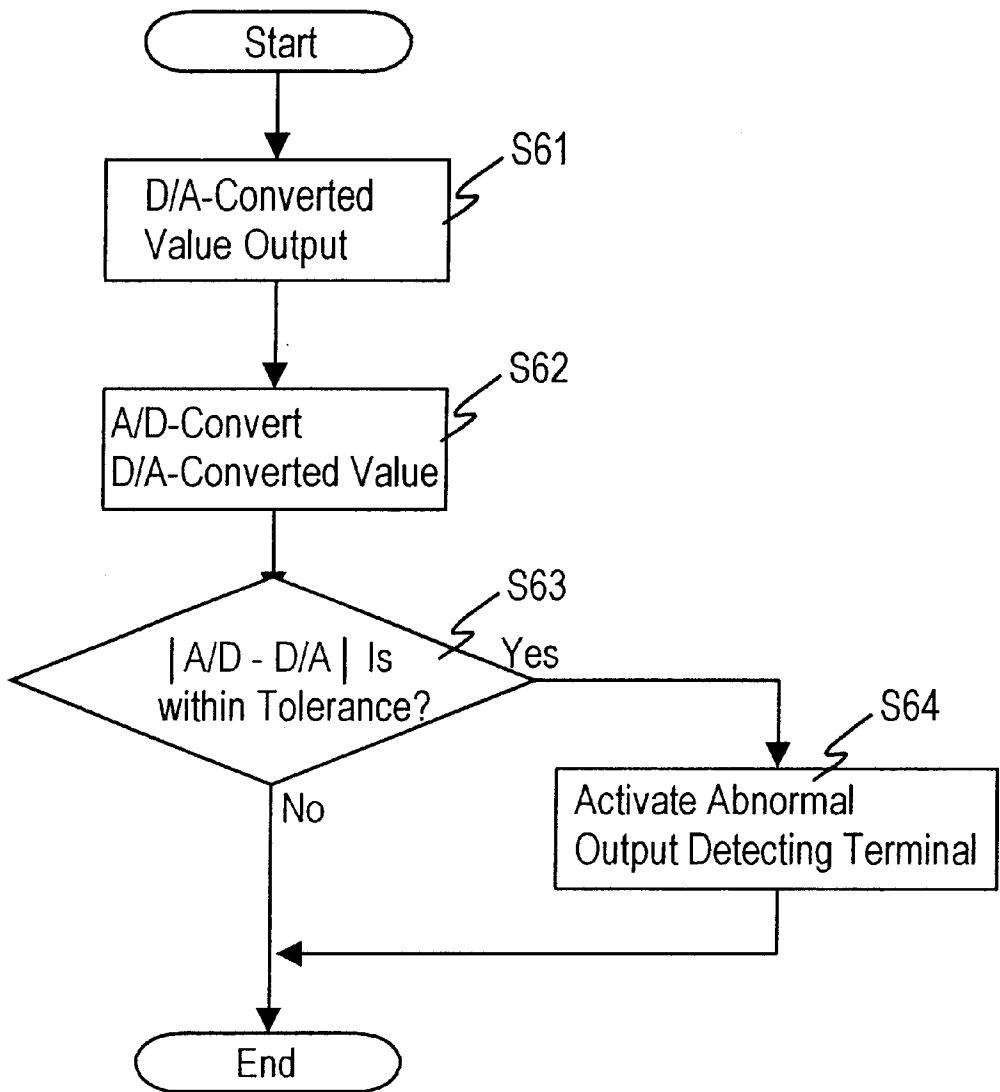 Start
S61
D/A-Converted
Value Output
S62
A/D-Convert
D/A-Converted Value
S63
|A/D - D/A| Is
within Tolerance?
Yes
No
S64
Activate Abnormal
Output Detecting Terminal
End